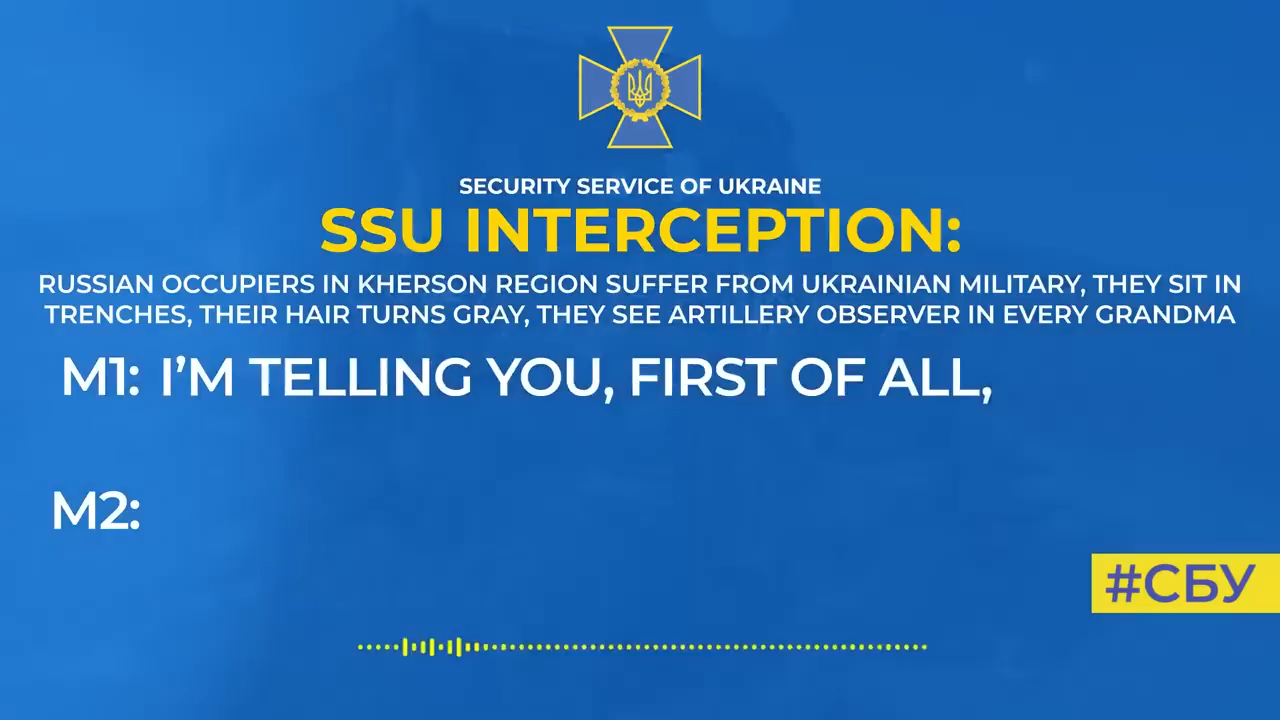 SECURITY SERVICE OF UKRAINE
SSU INTERCEPTION:
RUSSIAN OCCUPIERS IN KHERSON REGION SUFFER FROM UKRAINIAN MILITARY, THEY SIT IN
TRENCHES, THEIR HAIR TURNS GRAY, THEY SEE ARTILLERY OBSERVER IN EVERY GRANDMA
M1: I'M TELLING YOU, FIRST OF ALL,
M2:
#СБУ